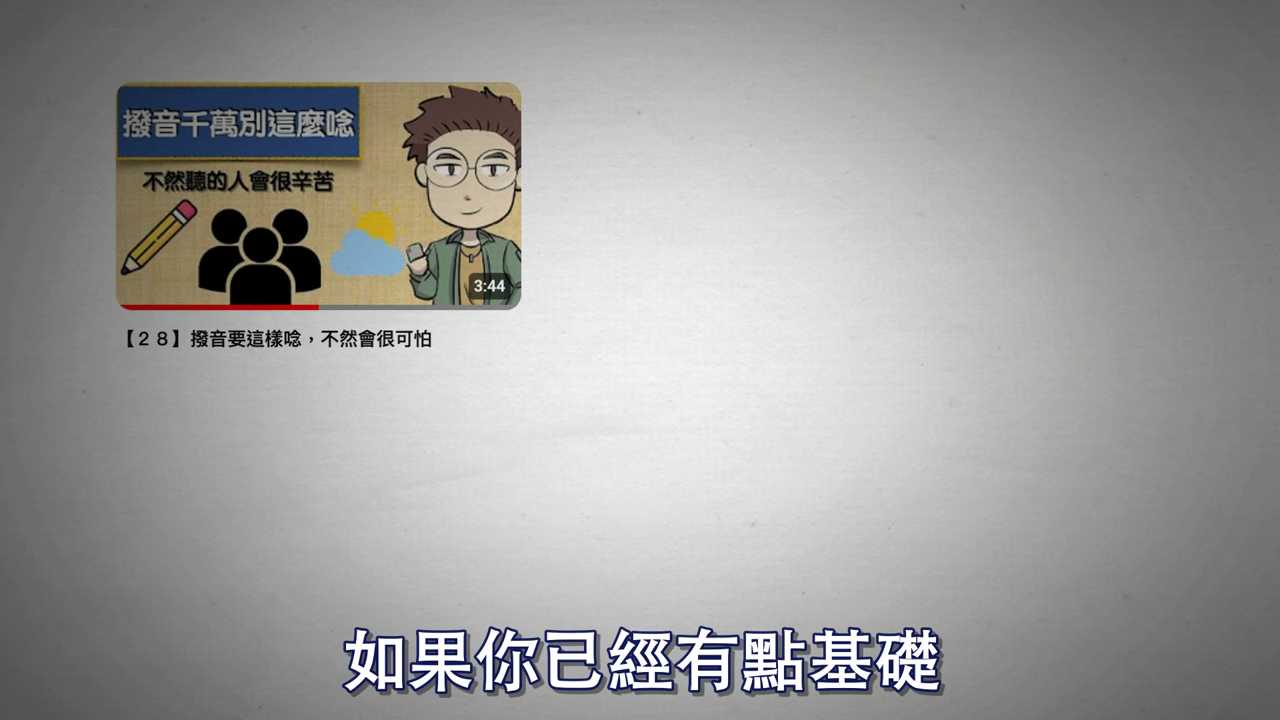 撥音千萬別這麼唸
不然聽的人會很辛苦
3:44
【２８】撥音要這樣唸，不然會很可怕
如果你已經有點基礎